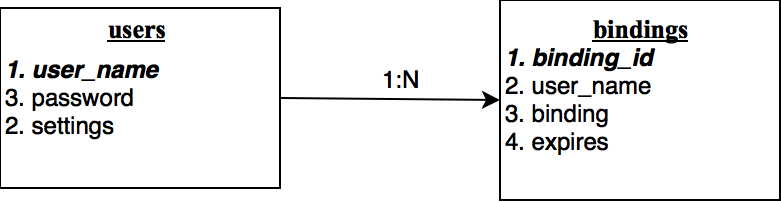 users
1. user_name
3. password
2. settings
1:N
bindings
1. binding_id
2. user_name
3. binding
4. expires